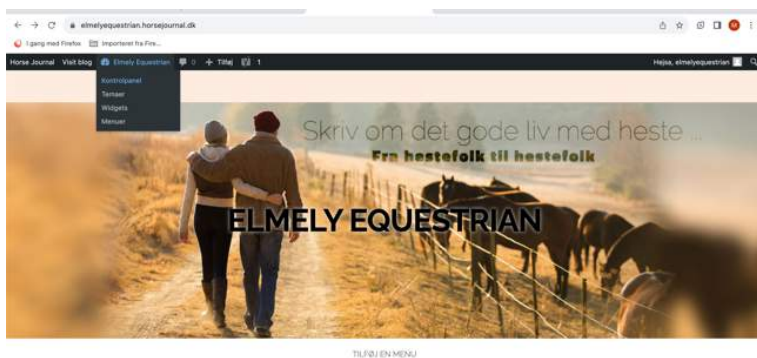 elmelyequestrian.horsejournal.dk
I gang med Firefox Importeret fra Fire...
Horse Journal Visit blog Elmely Equestrian 0 Tilføj 1 Hejsa, elmelyequestrian
Kontrolpanel
Temaer
Widgets
Menuer
Skriv om det gode liv med heste ...
Fra hestefolk til hestefolk
ELMELY EQUESTRIAN
TILFØJ EN MENU